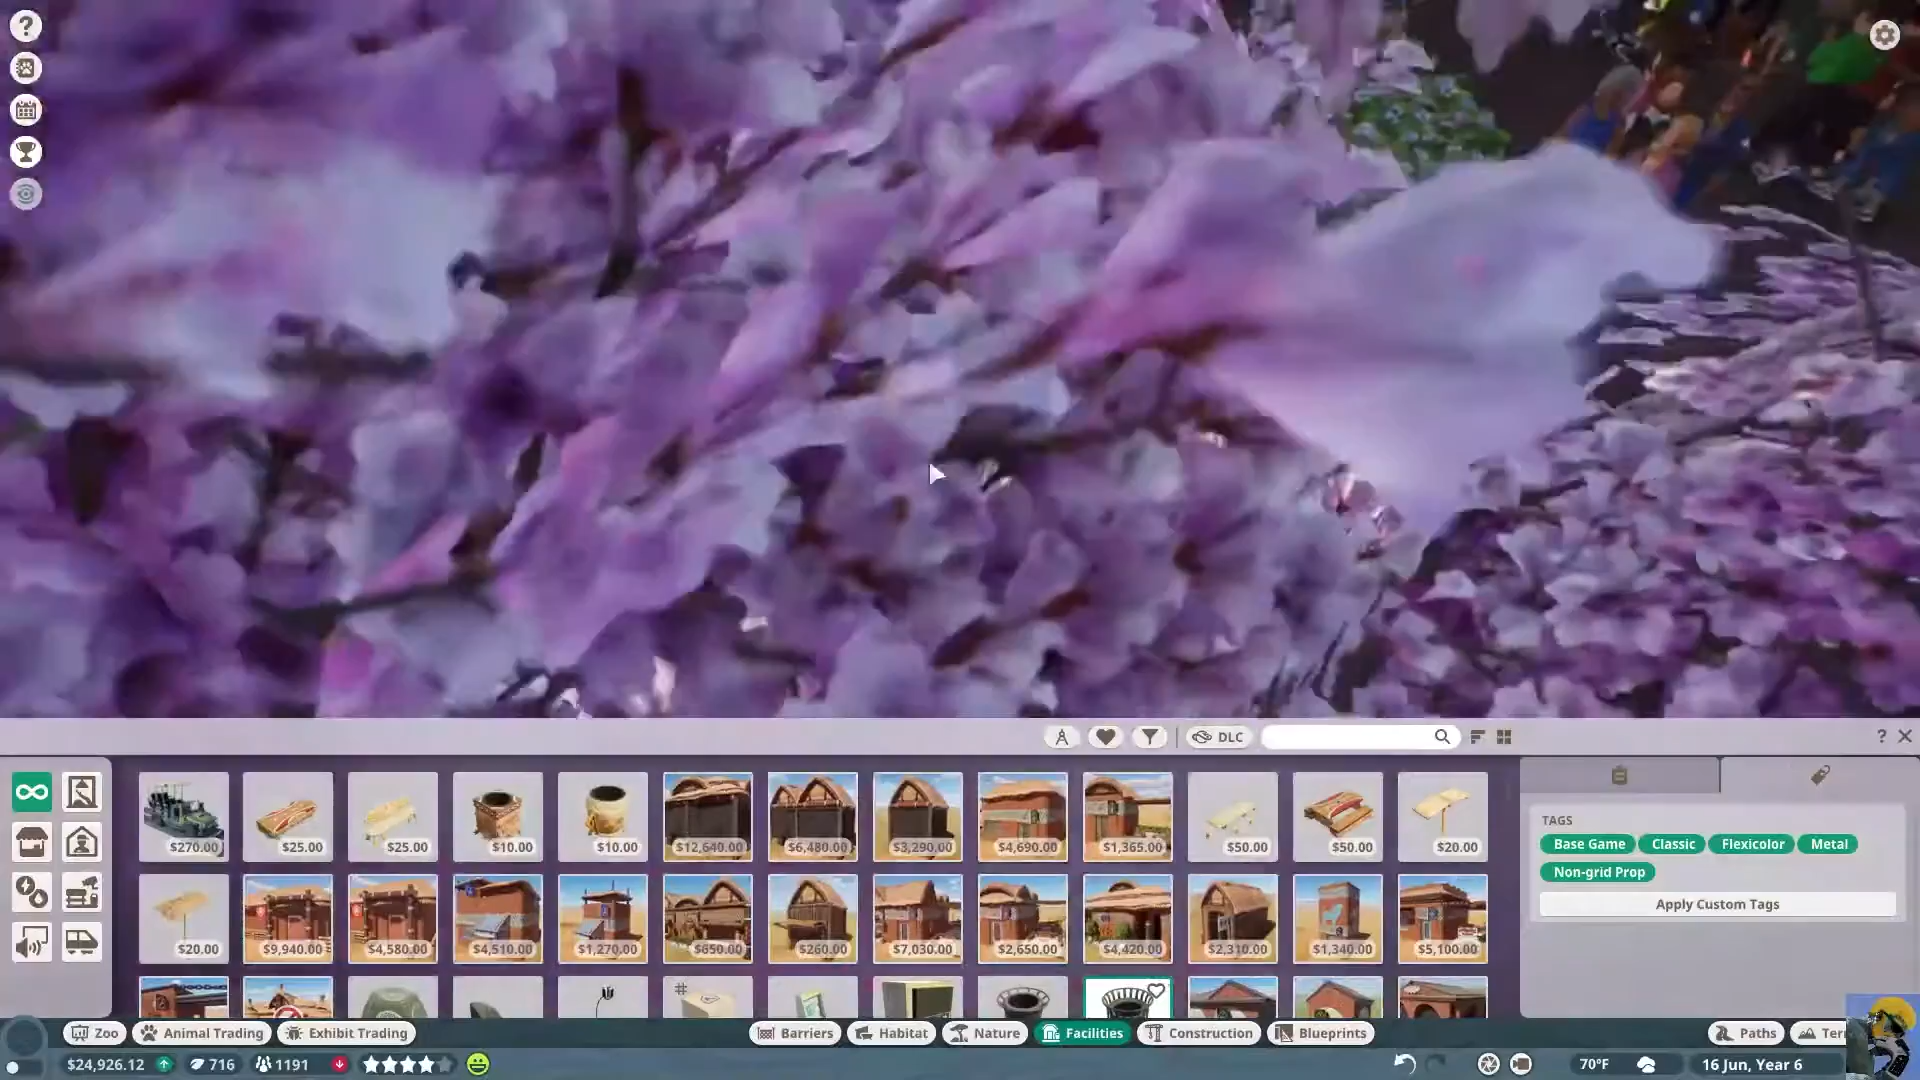 DLC
?
$270.00 $25.00 $25.00 $10.00 $10.00 $12,640.00 $6,480.00 $3,290.00 $4,690.00 $1,365.00 $50.00 $50.00 $20.00
$20.00 $9,940.00 $4,580.00 $4,510.00 $1,270.00 $650.00 $260.00 $7,030.00 $2,650.00 $4,420.00 $2,310.00 $1,340.00 $5,100.00
TAGS
Base Game Classic Flexicolor Metal
Non-grid Prop
Apply Custom Tags
Zoo Animal Trading Exhibit Trading Barriers Habitat Nature Facilities Construction Blueprints Paths
$24,926.12 716 1191 70°F 16 Jun, Year 6